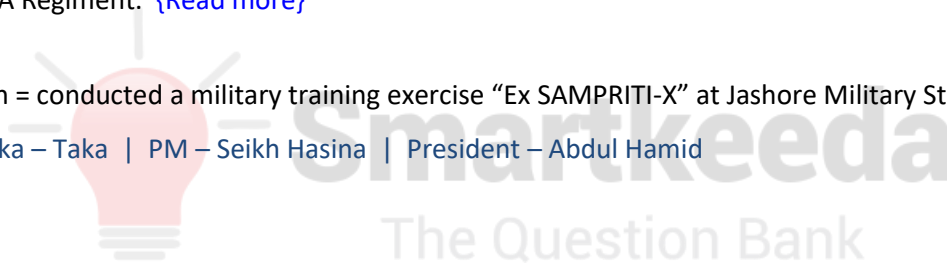 A Regiment. {Read more}
n = conducted a military training exercise “Ex SAMPRITI-X” at Jashore Military St
ka – Taka | PM – Seikh Hasina | President – Abdul Hamid
Smartkeeda
The Question Bank